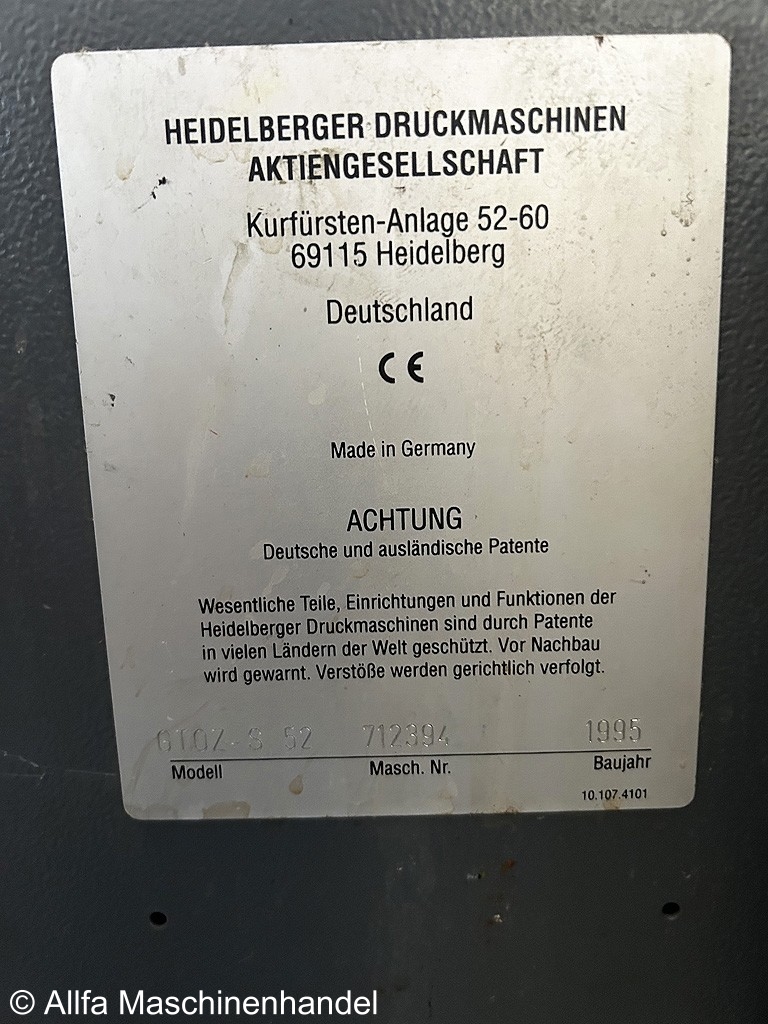 HEIDELBERGER DRUCKMASCHINEN
AKTIENGESELLSCHAFT
Kurfürsten-Anlage 52-60
69115 Heidelberg
Deutschland
CE
Made in Germany
ACHTUNG
Deutsche und ausländische Patente
Wesentliche Teile, Einrichtungen und Funktionen der
Heidelberger Druckmaschinen sind durch Patente
in vielen Ländern der Welt geschützt. Vor Nachbau
wird gewarnt. Verstöße werden gerichtlich verfolgt.
52 712394 1995
Modell Masch. Nr. Baujahr
10.107.4101
© Allfa Maschinenhandel